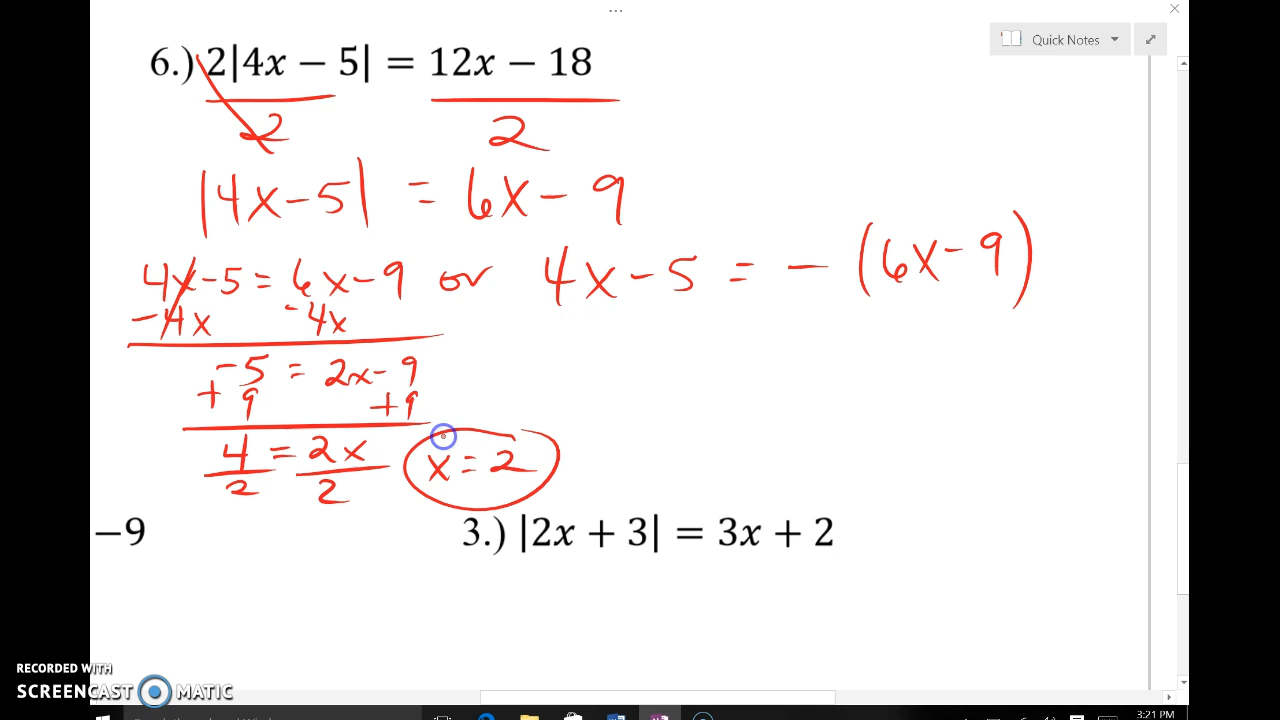 ...
Quick Notes
6.) 2|4x − 5| = 12x − 18
2 2
|4x-5| = 6x-9
4x-5 = 6x-9 or 4x-5 = -(6x-9)
-4x -4x
-5 = 2x-9
+9 +9
4 = 2x x=2
2 2
−9 3.) |2x + 3| = 3x + 2
RECORDED WITH
SCREENCAST MATIC
3:21 PM